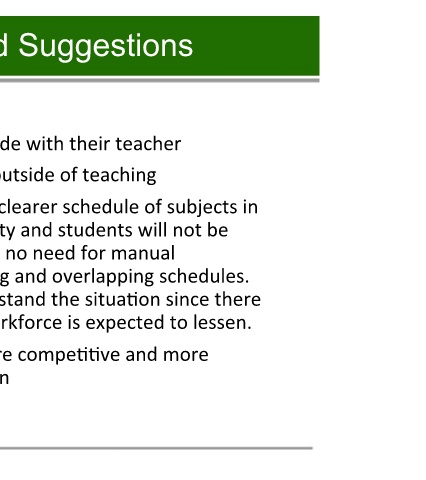 d Suggestions
de with their teacher
outside of teaching
clearer schedule of subjects in
ty and students will not be
no need for manual
g and overlapping schedules.
stand the situation since there
rkforce is expected to lessen.
re competitive and more
n